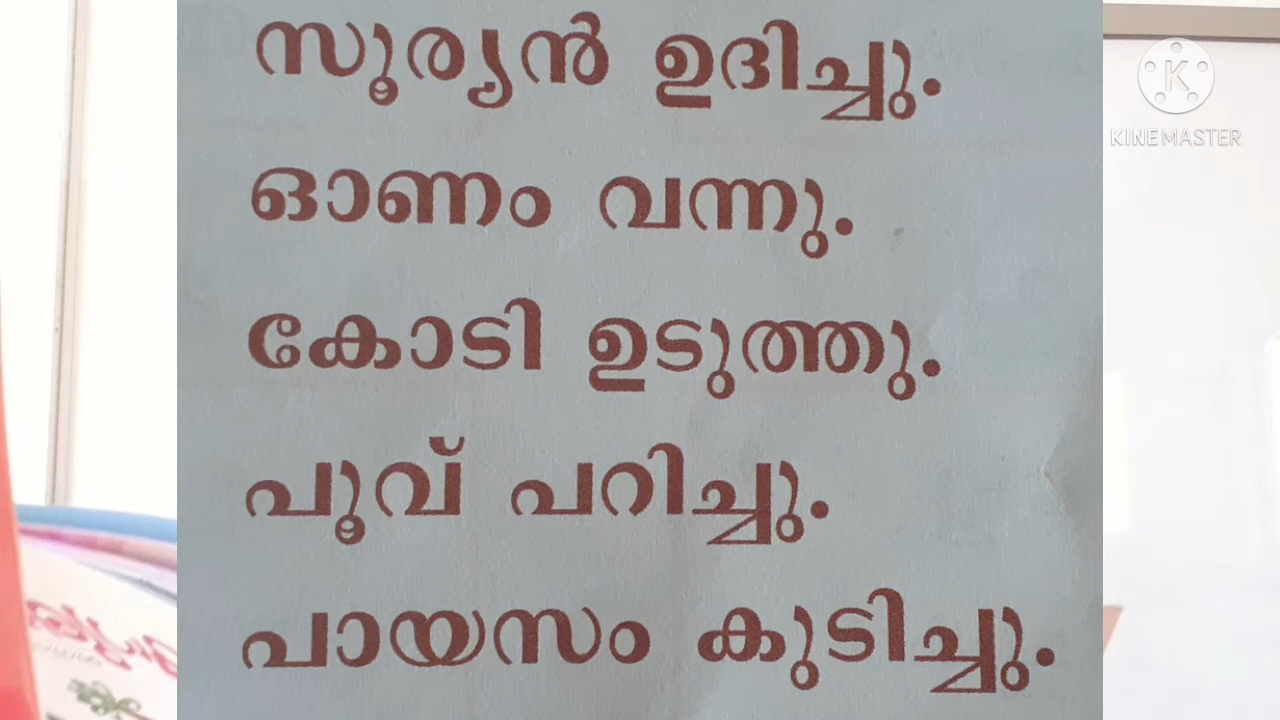 സൂര്യൻ ഉദിച്ചു.
ഓണം വന്നു.
കോടി ഉടുത്തു.
പൂവ് പറിച്ചു.
പായസം കുടിച്ചു.
KINEMASTER